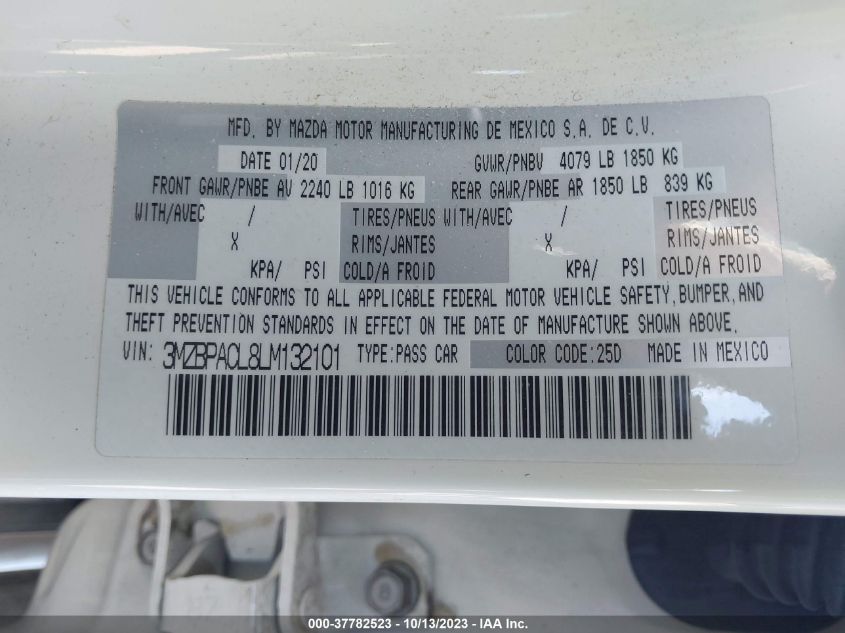 MFD. BY MAZDA MOTOR MANUFACTURING DE MEXICO S.A. DE C.V.
DATE 01/20 GVWR/PNBV 4079 LB 1850 KG
FRONT GAWR/PNBE AV 2240 LB 1016 KG REAR GAWR/PNBE AR 1850 LB 839 KG
WITH/AVEC / TIRES/PNEUS WITH/AVEC / TIRES/PNEUS
X RIMS/JANTES X RIMS/JANTES
KPA/ PSI COLD/A FROID KPA/ PSI COLD/A FROID
THIS VEHICLE CONFORMS TO ALL APPLICABLE FEDERAL MOTOR VEHICLE SAFETY, BUMPER, AND
THEFT PREVENTION STANDARDS IN EFFECT ON THE DATE OF MANUFACTURE SHOWN ABOVE.
VIN: 3MZBPACL8LM132101 TYPE:PASS CAR COLOR CODE:25D MADE IN MEXICO
000-37782523 - 10/13/2023 - IAA Inc.